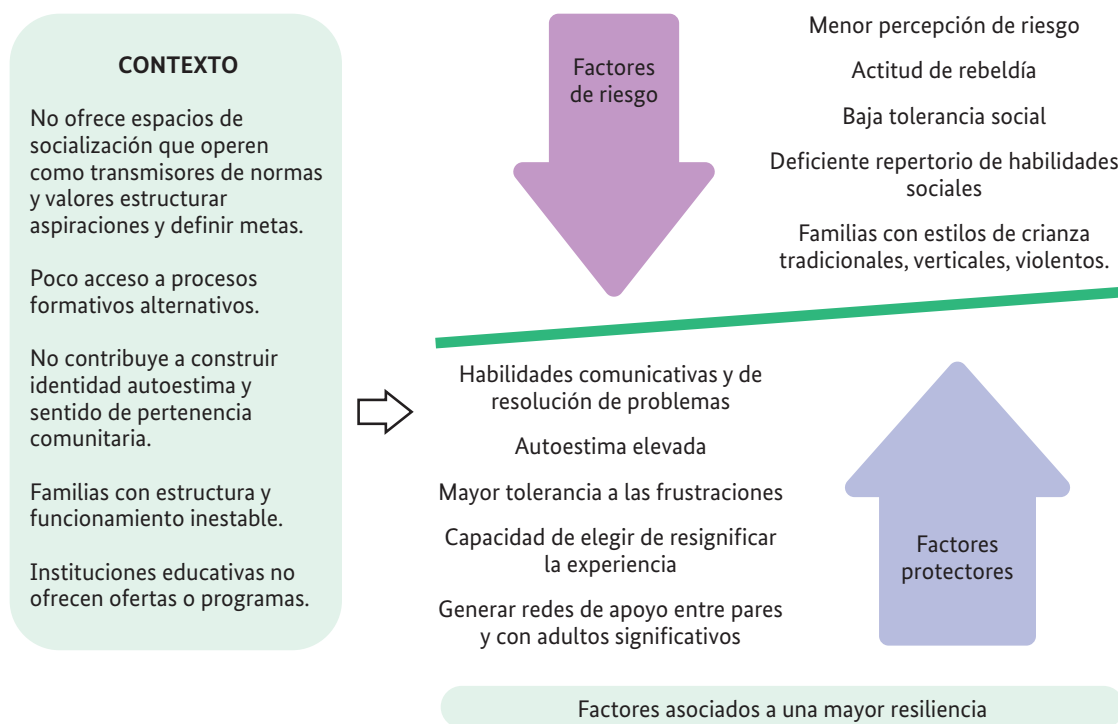 CONTEXTO
No ofrece espacios de
socialización que operen
como transmisores de normas
y valores estructurar
aspiraciones y definir metas.
Poco acceso a procesos
formativos alternativos.
No contribuye a construir
identidad autoestima y
sentido de pertenencia
comunitaria.
Familias con estructura y
funcionamiento inestable.
Instituciones educativas no
ofrecen ofertas o programas.
Factores
de riesgo
Menor percepción de riesgo
Actitud de rebeldía
Baja tolerancia social
Deficiente repertorio de habilidades
sociales
Familias con estilos de crianza
tradicionales, verticales, violentos.
Habilidades comunicativas y de
resolución de problemas
Autoestima elevada
Mayor tolerancia a las frustraciones
Capacidad de elegir de resignificar
la experiencia
Generar redes de apoyo entre pares
y con adultos significativos
Factores
protectores
Factores asociados a una mayor resiliencia